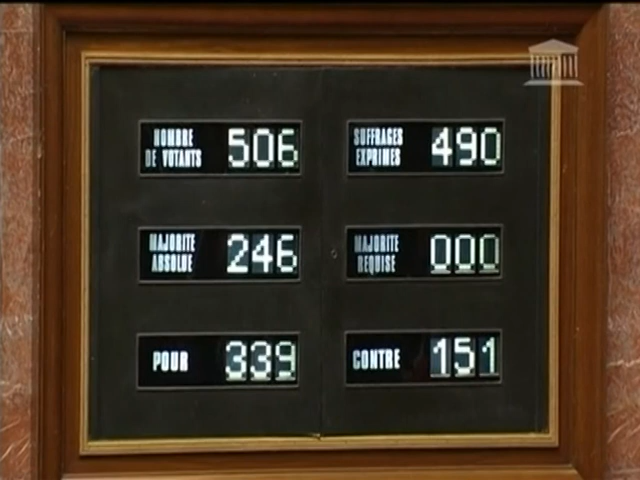 NOMBRE
DE VOTANTS
506
SUFFRAGES
EXPRIMES
490
MAJORITE
ABSOLUE
246
MAJORITE
REQUISE
000
POUR
339
CONTRE
151